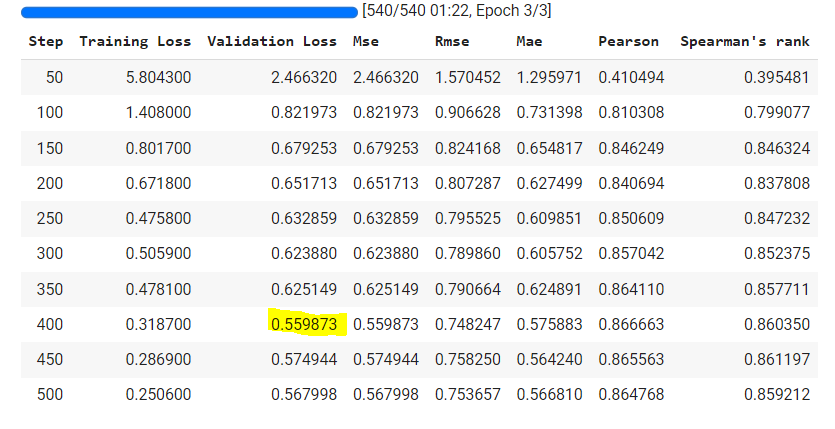 [540/540 01:22, Epoch 3/3]
Step Training Loss Validation Loss Mse Rmse Mae Pearson Spearman's rank
50 5.804300 2.466320 2.466320 1.570452 1.295971 0.410494 0.395481
100 1.408000 0.821973 0.821973 0.906628 0.731398 0.810308 0.799077
150 0.801700 0.679253 0.679253 0.824168 0.654817 0.846249 0.846324
200 0.671800 0.651713 0.651713 0.807287 0.627499 0.840694 0.837808
250 0.475800 0.632859 0.632859 0.795525 0.609851 0.850609 0.847232
300 0.505900 0.623880 0.623880 0.789860 0.605752 0.857042 0.852375
350 0.478100 0.625149 0.625149 0.790664 0.624891 0.864110 0.857711
400 0.318700 0.559873 0.559873 0.748247 0.575883 0.866663 0.860350
450 0.286900 0.574944 0.574944 0.758250 0.564240 0.865563 0.861197
500 0.250600 0.567998 0.567998 0.753657 0.566810 0.864768 0.859212